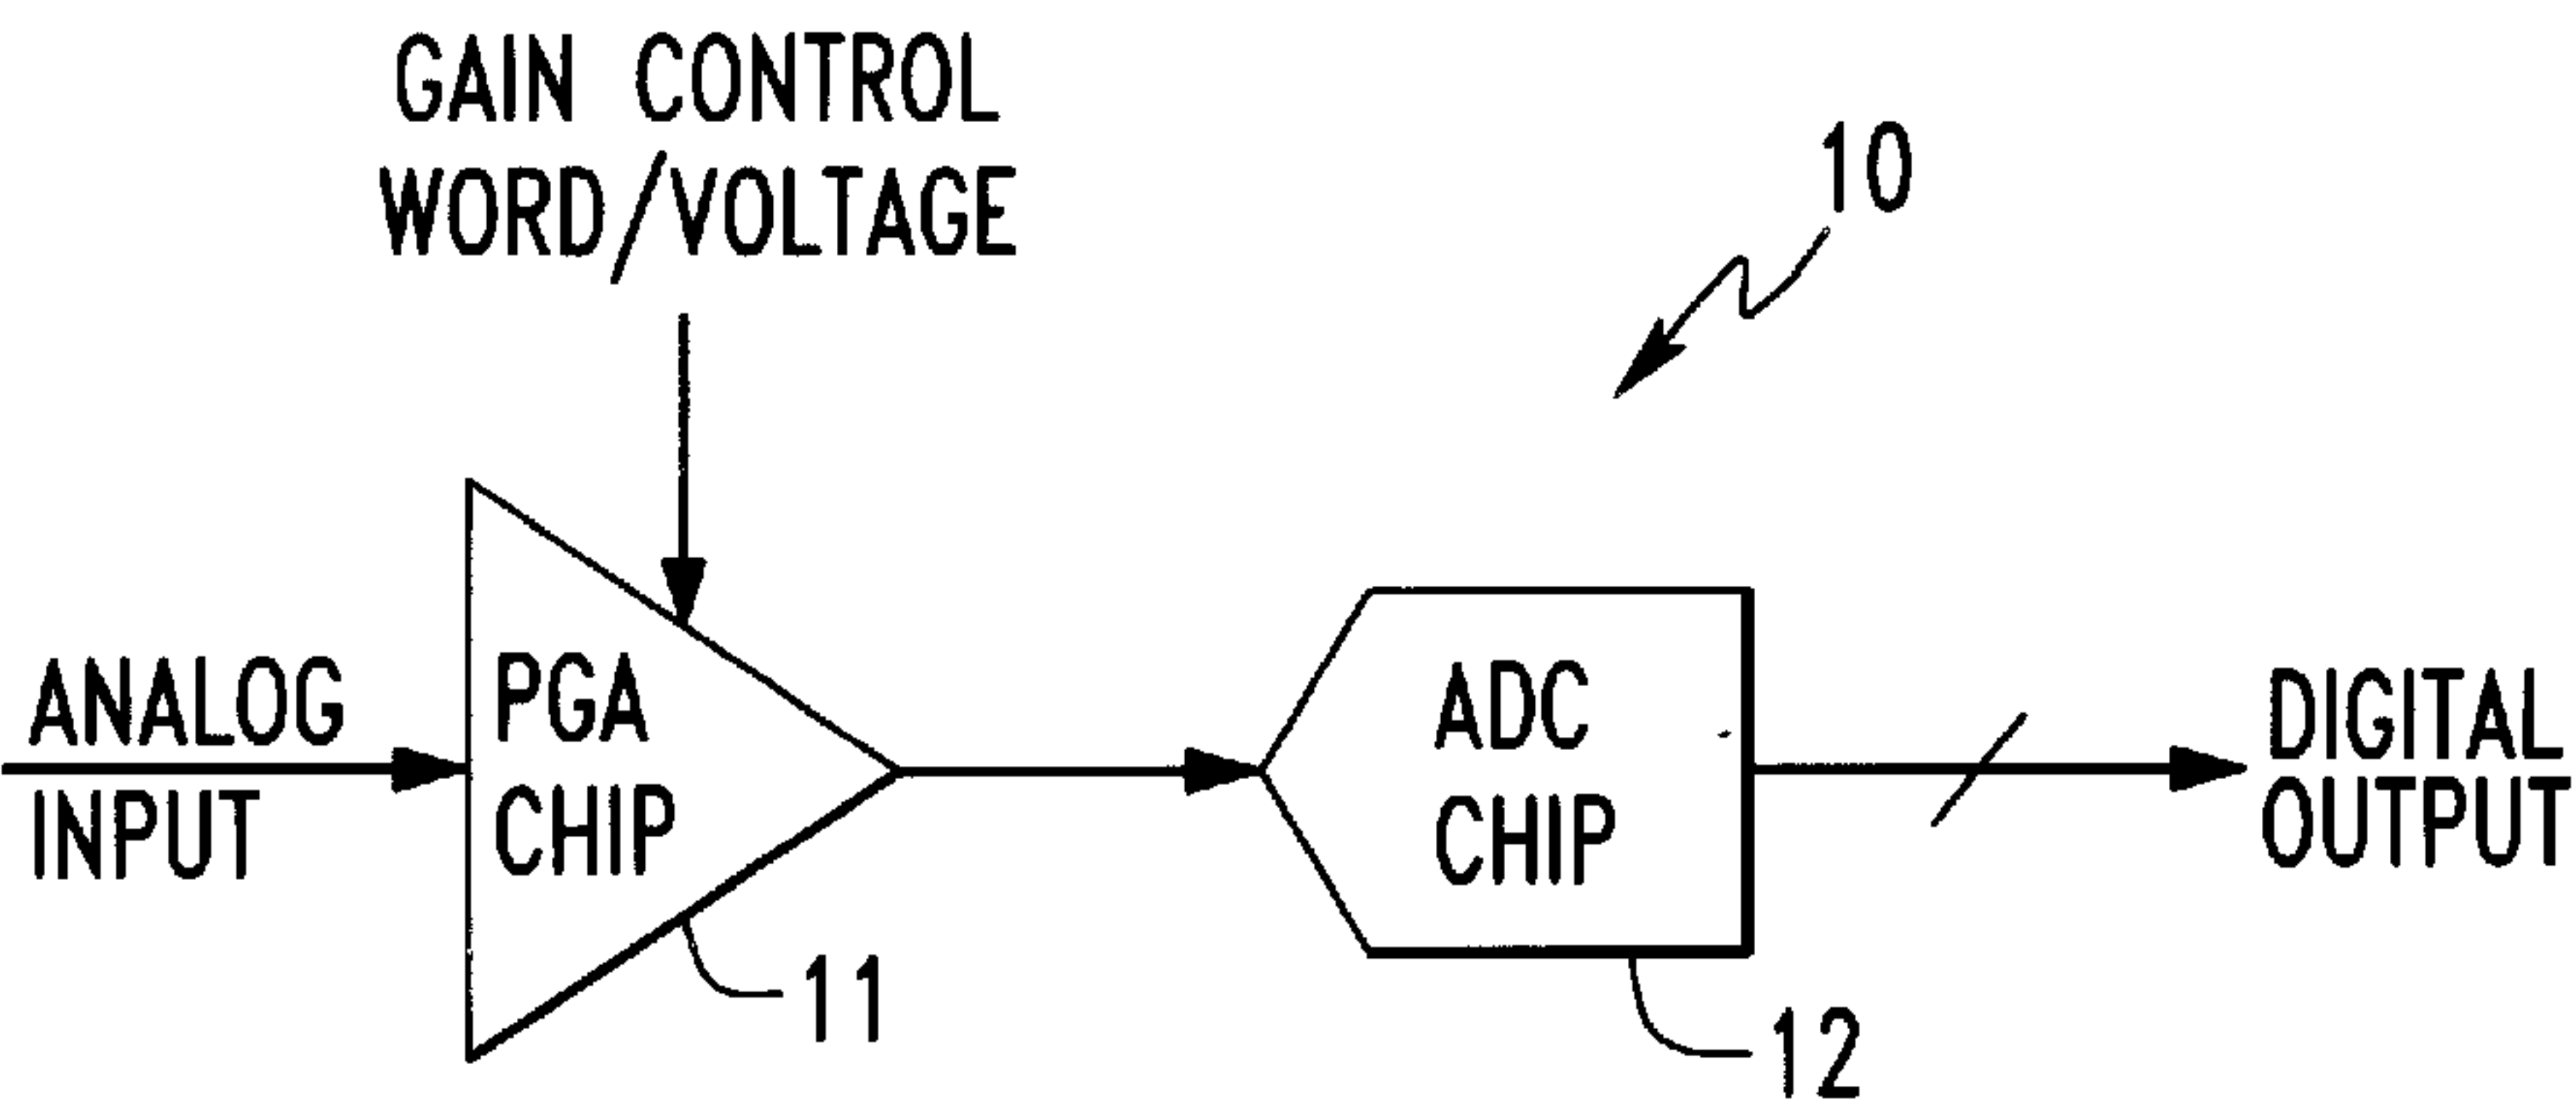 GAIN CONTROL
WORD/VOLTAGE
10
ANALOG
INPUT
PGA
CHIP
11
ADC
CHIP
12
DIGITAL
OUTPUT